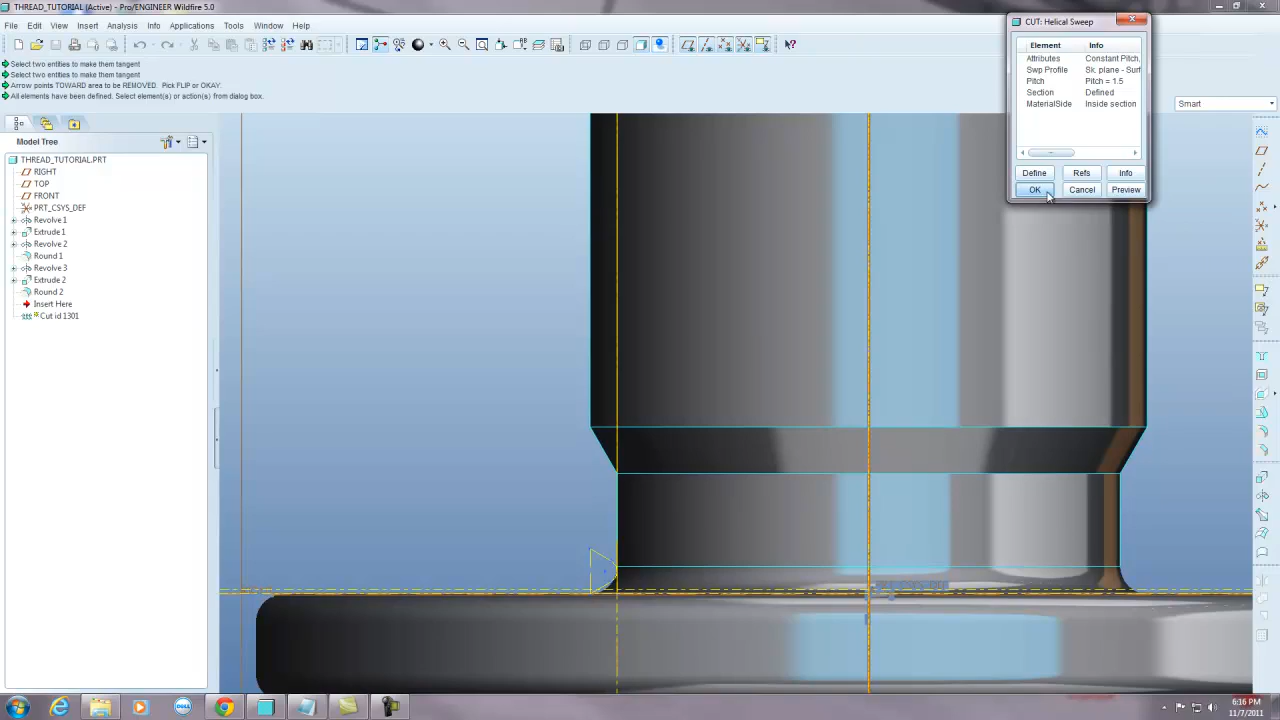 THREAD_TUTORIAL (Active) - Pro/ENGINEER Wildfire 5.0
File Edit View Insert Analysis Info Applications Tools Window Help
Select two entities to make them tangent
Select two entities to make them tangent
Arrow points TOWARD area to be REMOVED. Pick FLIP or OKAY.
All elements have been defined. Select element(s) or action(s) from dialog box.
Smart
Model Tree
THREAD_TUTORIAL.PRT
RIGHT
TOP
FRONT
PRT_CSYS_DEF
Revolve 1
Extrude 1
Revolve 2
Round 1
Revolve 3
Extrude 2
Round 2
Insert Here
Cut id 1301
CUT: Helical Sweep
Element Info
Attributes Constant Pitch,
Swp Profile Sk. plane - Surf
Pitch Pitch = 1.5
Section Defined
MaterialSide Inside section
Define Refs Info
OK Cancel Preview
6:16 PM
11/7/2011